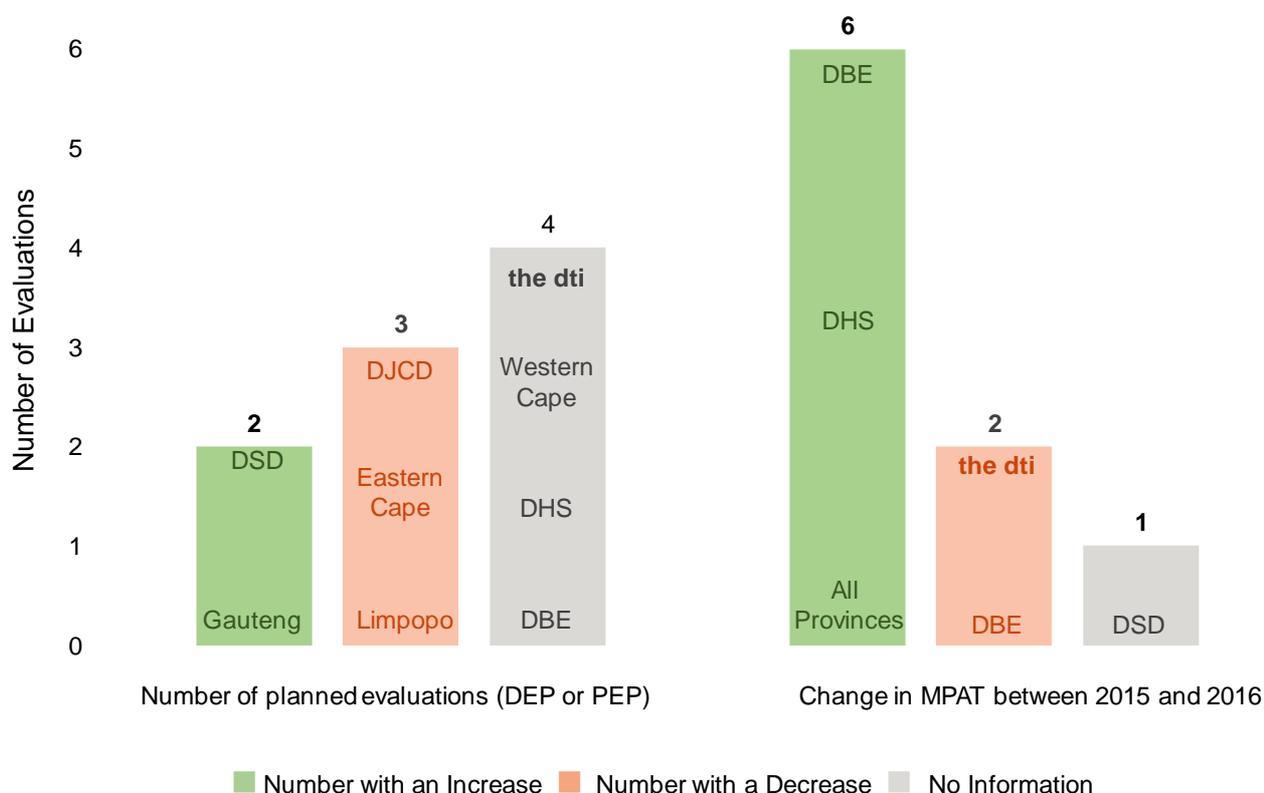 Number of Evaluations
6
5
4
3
2
1
0
2
DSD
Gauteng
3
DJCD
Eastern
Cape
Limpopo
4
the dti
Western
Cape
DHS
DBE
6
DBE
DHS
All
Provinces
2
the dti
DBE
1
DSD
Number of planned evaluations (DEP or PEP)
Change in MPAT between 2015 and 2016
Number with an Increase
Number with a Decrease
No Information